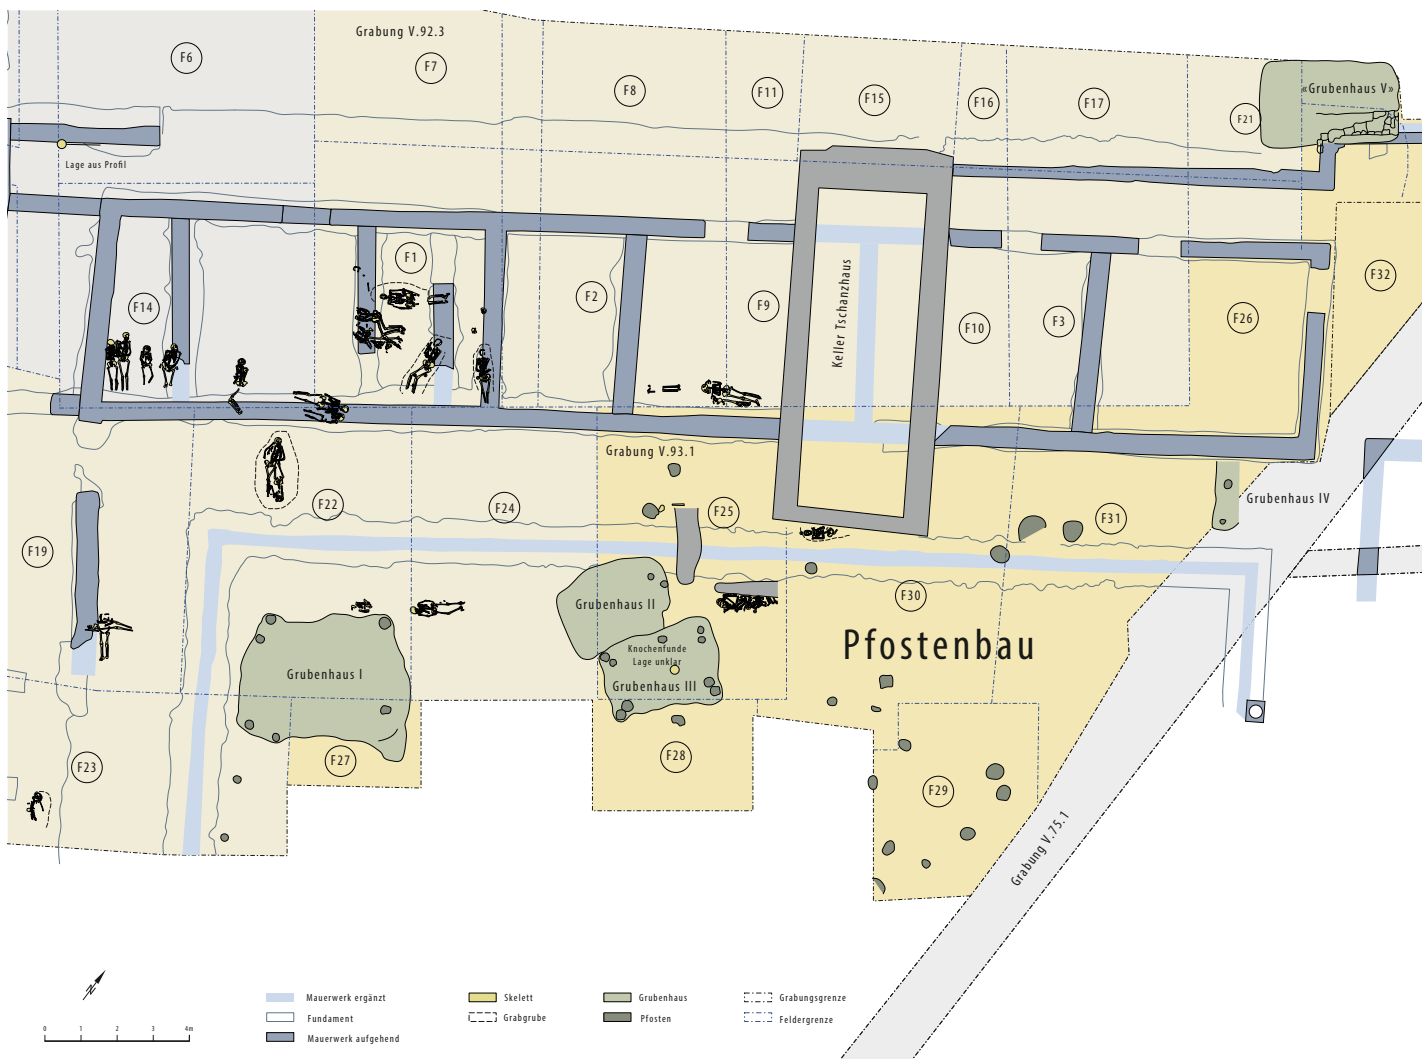 Grabung V.92.3
F6
F7
F8
F11
F15
F16
F17
F21
«Grubenhaus V»
Lage aus Profil
F14
F1
F2
F9
Keller Tschanzhaus
F10
F3
F26
F32
Grabung V.93.1
F19
F22
F24
F25
F31
Grubenhaus IV
F30
Grubenhaus II
Knochenfunde
Lage unklar
Grubenhaus III
Grubenhaus I
Pfostenbau
F23
F27
F28
F29
Grabung V.75.1
N
0 1 2 3 4m
Mauerwerk ergänzt
Fundament
Mauerwerk aufgehend
Skelett
Grabgrube
Grubenhaus
Pfosten
Grabungsgrenze
Feldergrenze